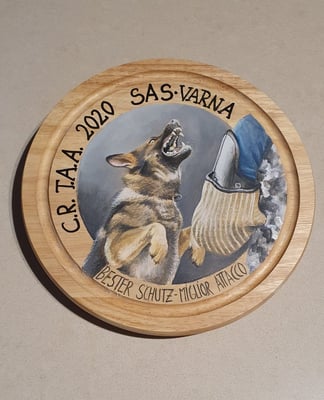 C.R. T.A.A. 2020 SAS·VARNA
BESTER SCHUTZ-MIGLIOR ATTACCO